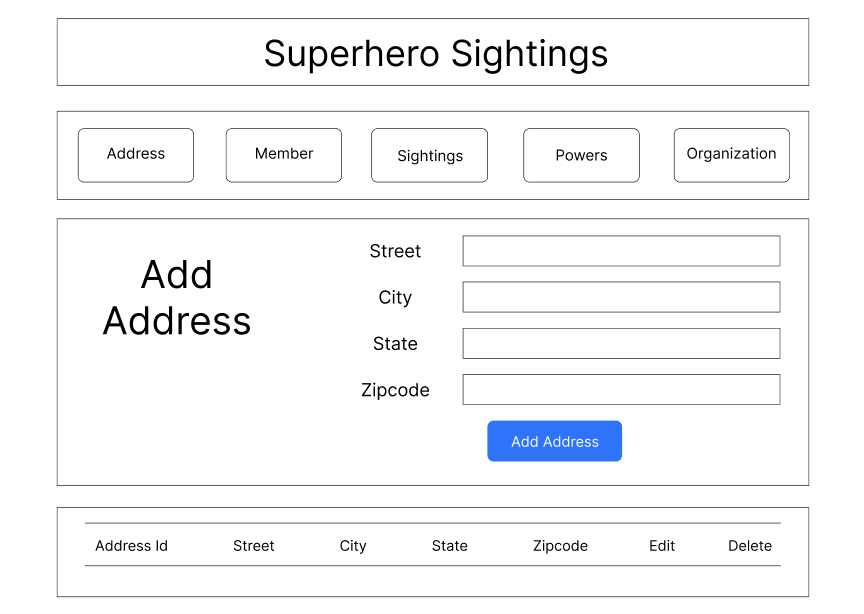 Superhero Sightings
Address Member Sightings Powers Organization
Add
Address
Street
City
State
Zipcode
Add Address
Address Id Street City State Zipcode Edit Delete